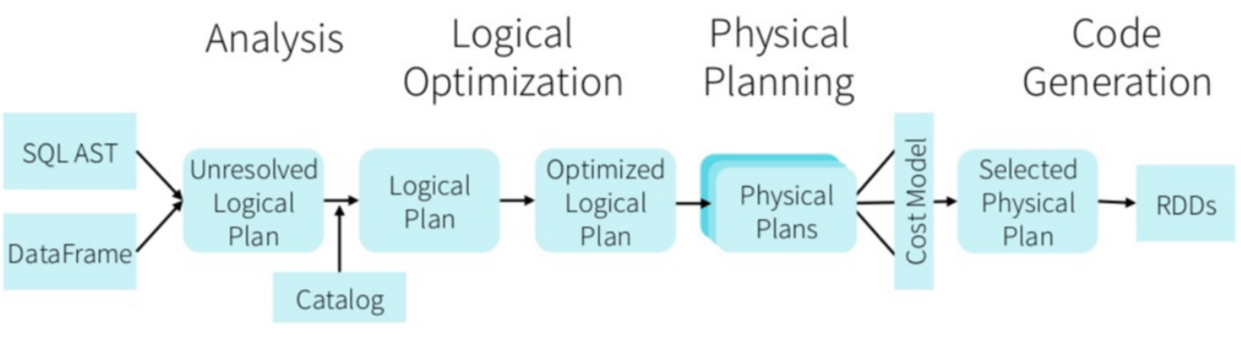 Analysis
Logical
Optimization
Physical
Planning
Code
Generation
SQL AST
DataFrame
Unresolved
Logical
Plan
Catalog
Logical
Plan
Optimized
Logical
Plan
Physical
Plans
Cost Model
Selected
Physical
Plan
RDDs